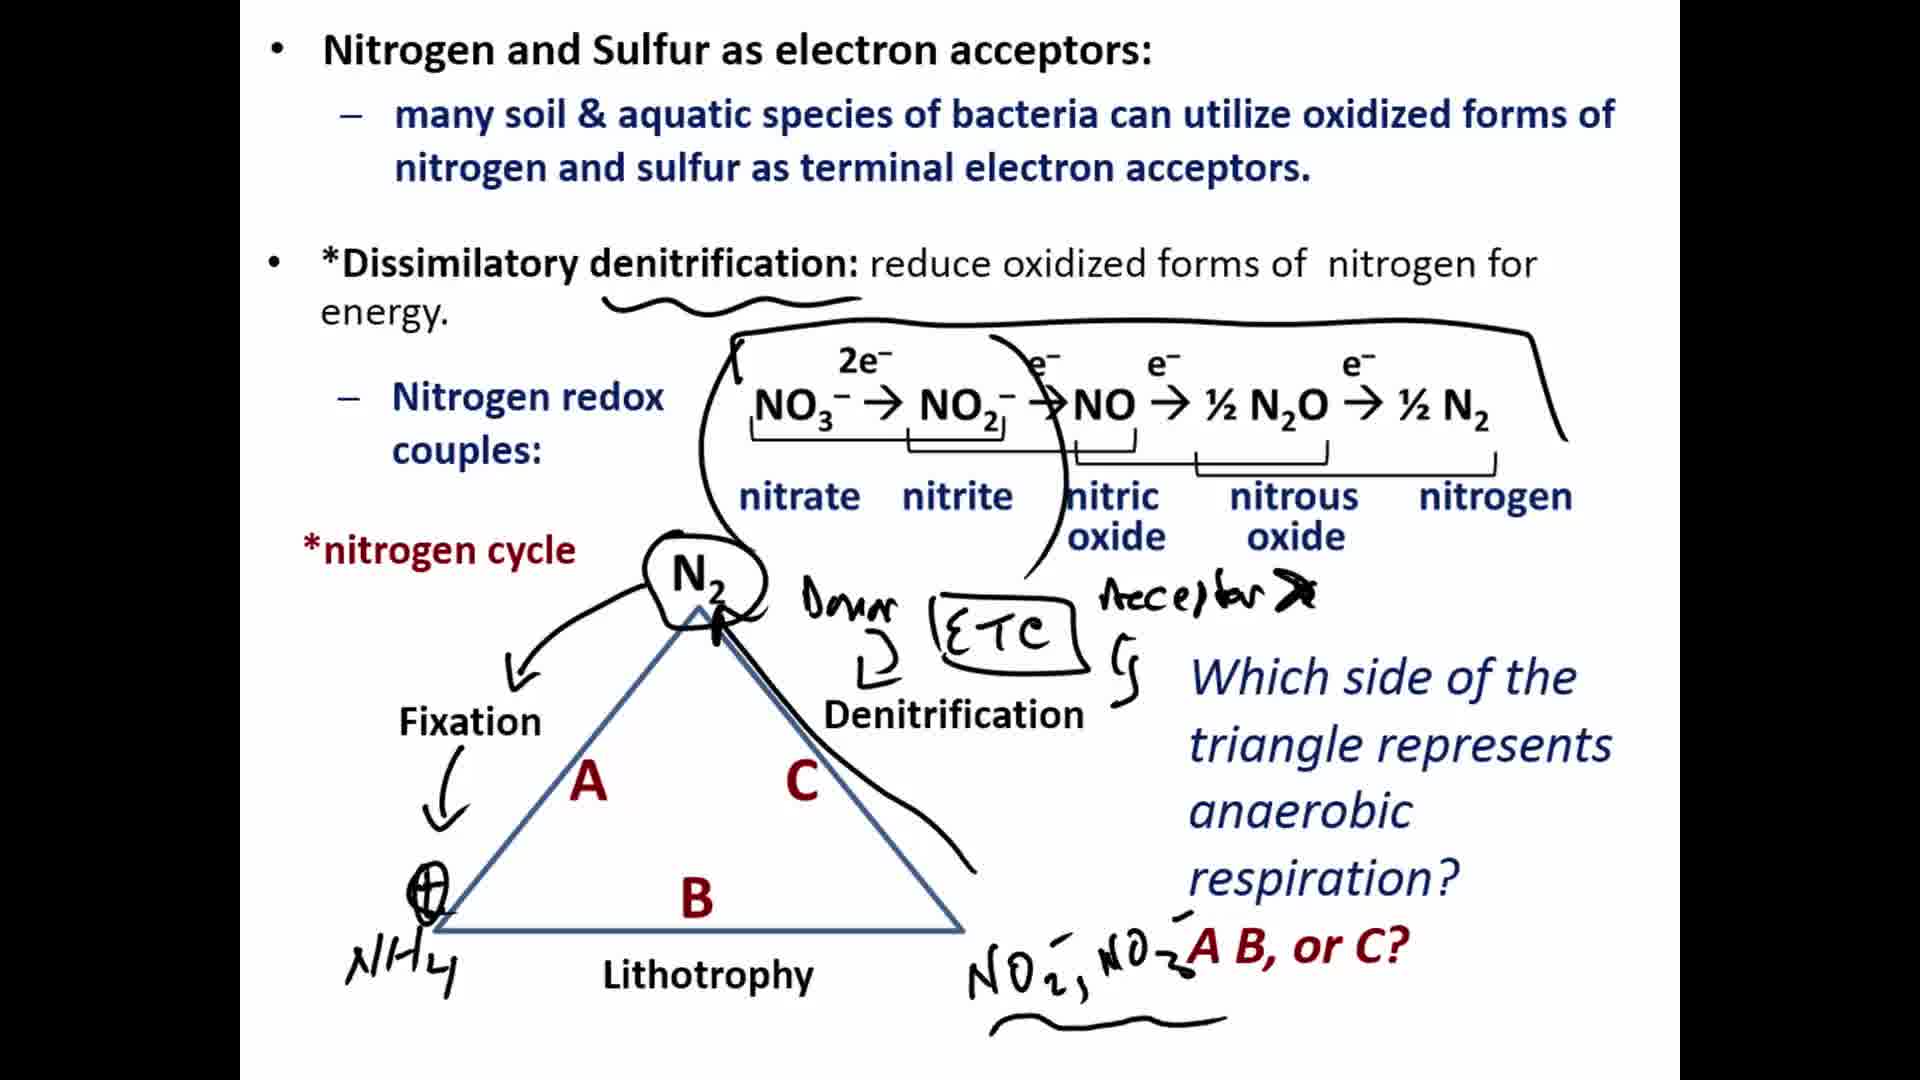 • Nitrogen and Sulfur as electron acceptors:
– many soil & aquatic species of bacteria can utilize oxidized forms of
nitrogen and sulfur as terminal electron acceptors.
• *Dissimilatory denitrification: reduce oxidized forms of nitrogen for
energy.
2e⁻ e⁻ e⁻ e⁻
– Nitrogen redox
couples:
NO₃⁻ → NO₂⁻ → NO → ½ N₂O → ½ N₂
nitrate nitrite nitric oxide nitrous oxide nitrogen
*nitrogen cycle
N₂
Donor ETC Acceptor
Fixation
Denitrification
A
C
B
Which side of the
triangle represents
anaerobic
respiration?
A B, or C?
+
NH₄
Lithotrophy
NO₂⁻, NO₃⁻